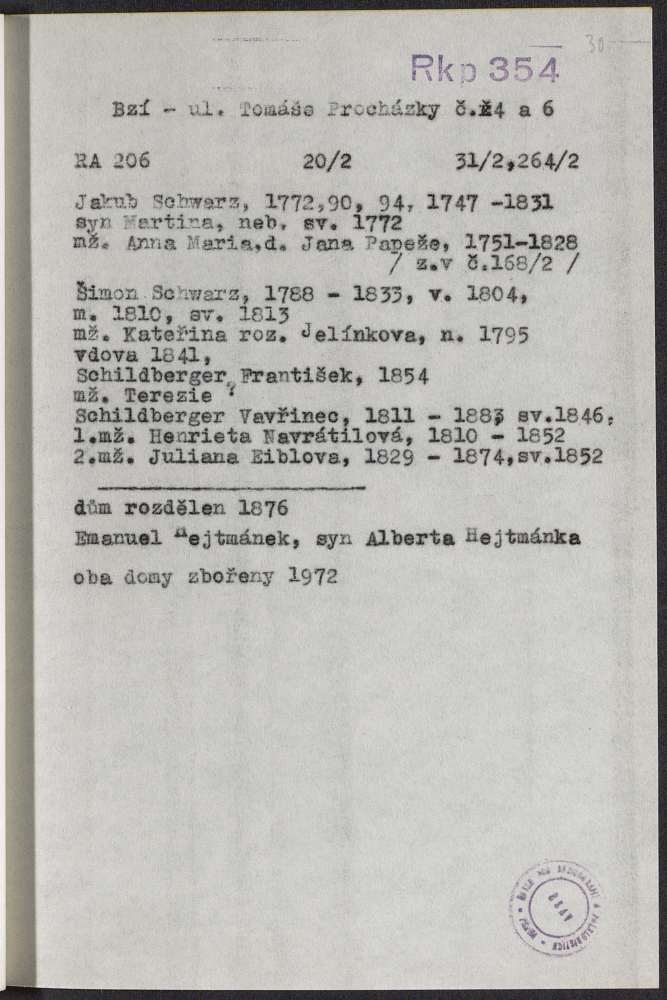 30
Rkp 354
Bzí - ul. Tomáše Procházky č.24 a 6
RA 206 20/2 31/2,264/2
Jakub Schwarz, 1772,90, 94, 1747 -1831
syn Martina, neb. sv. 1772
mž. Anna Maria,d. Jana Papeže, 1751-1828
/ z.v č.168/2 /
Šimon Schwarz, 1788 - 1833, v. 1804,
m. 1810, sv. 1813
mž. Kateřina roz. Jelínkova, n. 1795
vdova 1841,
Schildberger František, 1854
mž. Terezie ?
Schildberger Vavřinec, 1811 - 1883 sv.1846,
1.mž. Henrieta Navrátilová, 1810 - 1852
2.mž. Juliana Eiblova, 1829 - 1874,sv.1852
dům rozdělen 1876
Emanuel Hejtmánek, syn Alberta Hejtmánka
oba domy zbořeny 1972